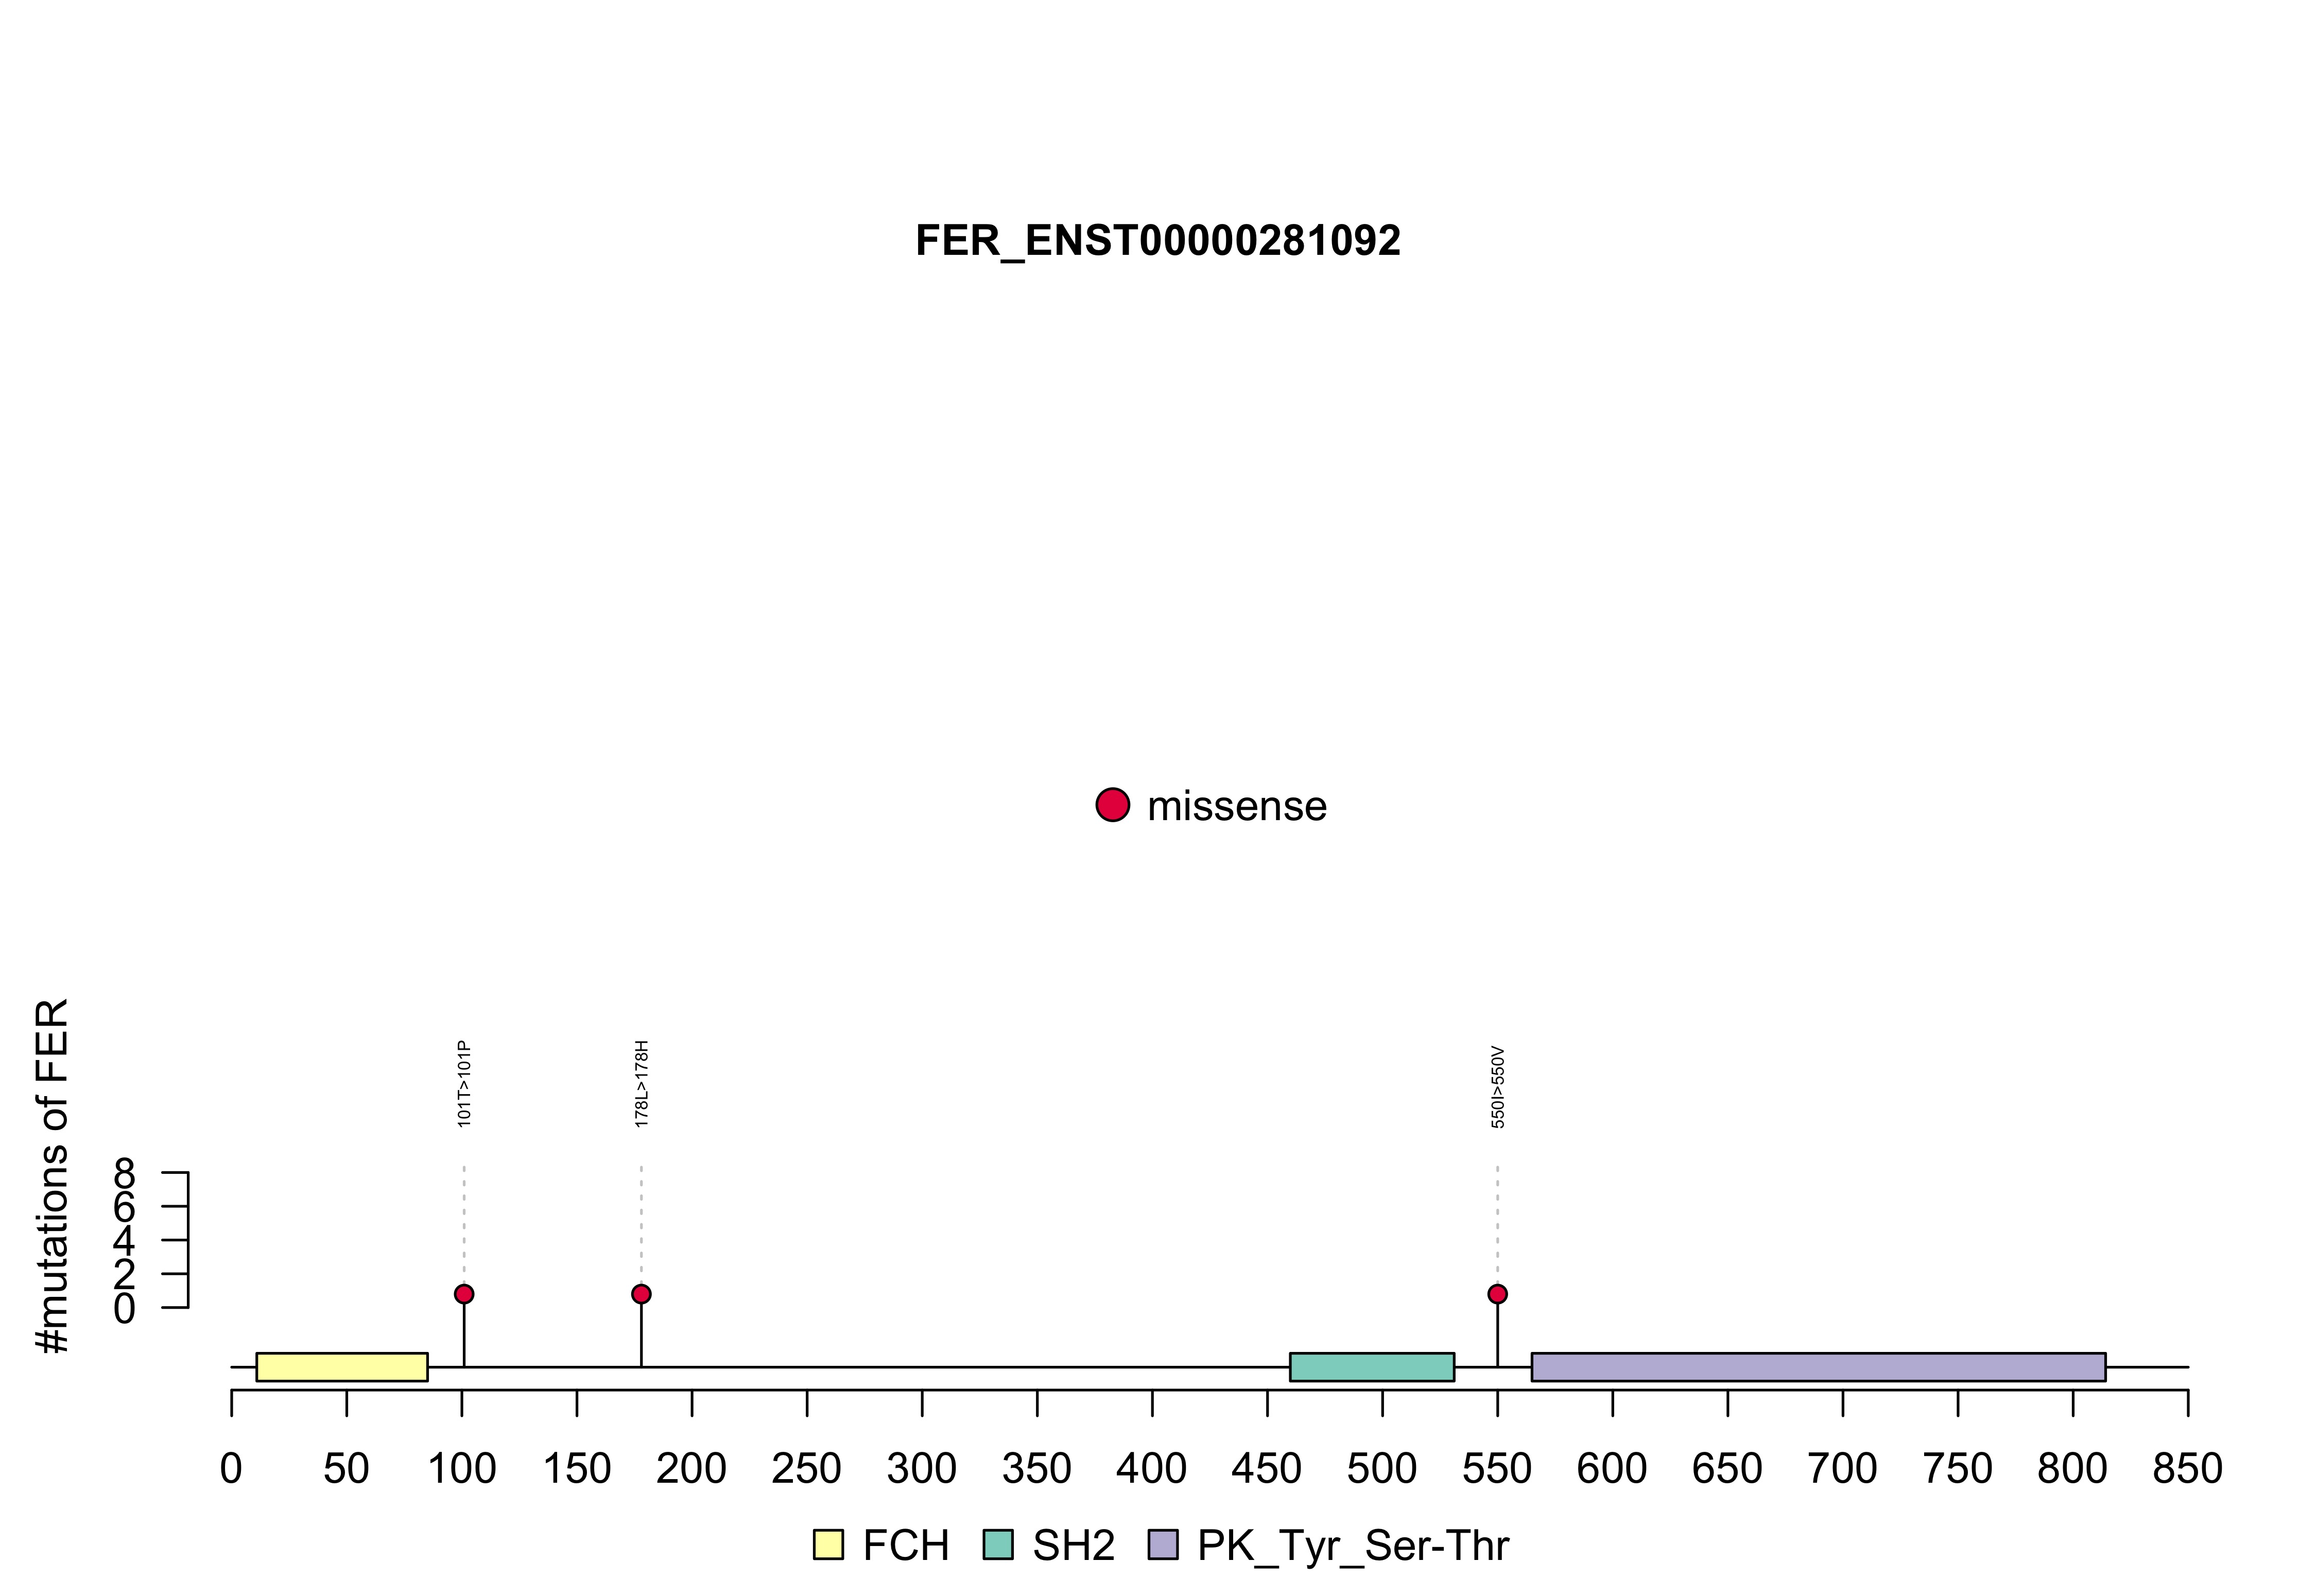 FER_ENST00000281092
missense
#mutations of FER
101T>101P
178L>178H
550I>550V
8
6
4
2
0
0 50 100 150 200 250 300 350 400 450 500 550 600 650 700 750 800 850
FCH SH2 PK_Tyr_Ser-Thr